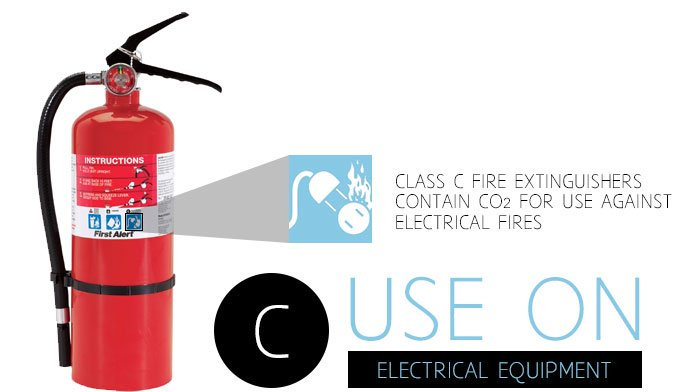 INSTRUCTIONS
First Alert
CLASS C FIRE EXTINGUISHERS
CONTAIN CO2 FOR USE AGAINST
ELECTRICAL FIRES
C
USE ON
ELECTRICAL EQUIPMENT